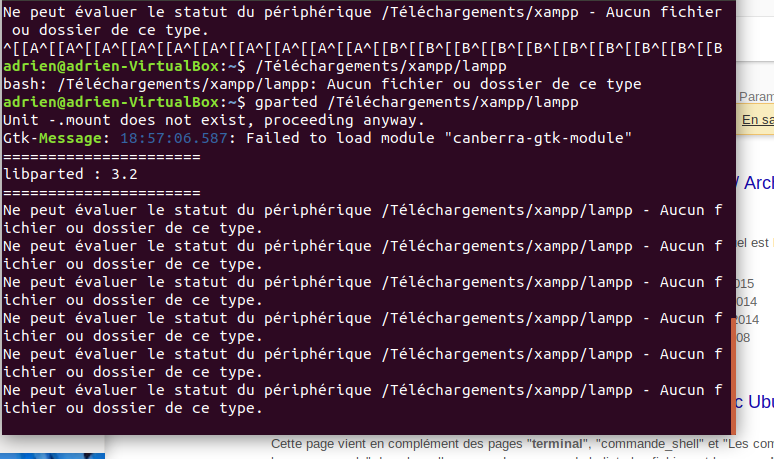 Ne peut évaluer le statut du périphérique /Téléchargements/xampp - Aucun fichier
ou dossier de ce type.
^[[A^[[A^[[A^[[A^[[A^[[A^[[A^[[A^[[A^[[A^[[B^[[B^[[B^[[B^[[B^[[B^[[B^[[B^[[B
adrien@adrien-VirtualBox:~$ /Téléchargements/xampp/lampp
bash: /Téléchargements/xampp/lampp: Aucun fichier ou dossier de ce type
adrien@adrien-VirtualBox:~$ gparted /Téléchargements/xampp/lampp
Unit -.mount does not exist, proceeding anyway.
Gtk-Message: 18:57:06.587: Failed to load module "canberra-gtk-module"
======================
libparted : 3.2
======================
Ne peut évaluer le statut du périphérique /Téléchargements/xampp/lampp - Aucun f
ichier ou dossier de ce type.
Ne peut évaluer le statut du périphérique /Téléchargements/xampp/lampp - Aucun f
ichier ou dossier de ce type.
Ne peut évaluer le statut du périphérique /Téléchargements/xampp/lampp - Aucun f
ichier ou dossier de ce type.
Ne peut évaluer le statut du périphérique /Téléchargements/xampp/lampp - Aucun f
ichier ou dossier de ce type.
Ne peut évaluer le statut du périphérique /Téléchargements/xampp/lampp - Aucun f
ichier ou dossier de ce type.
Ne peut évaluer le statut du périphérique /Téléchargements/xampp/lampp - Aucun f
ichier ou dossier de ce type.
Param
En sa
/ Arch
el est
2015
2014
2014
08
c Ubu
Cette page vient en complément des pages "terminal", "commande_shell" et "Les com